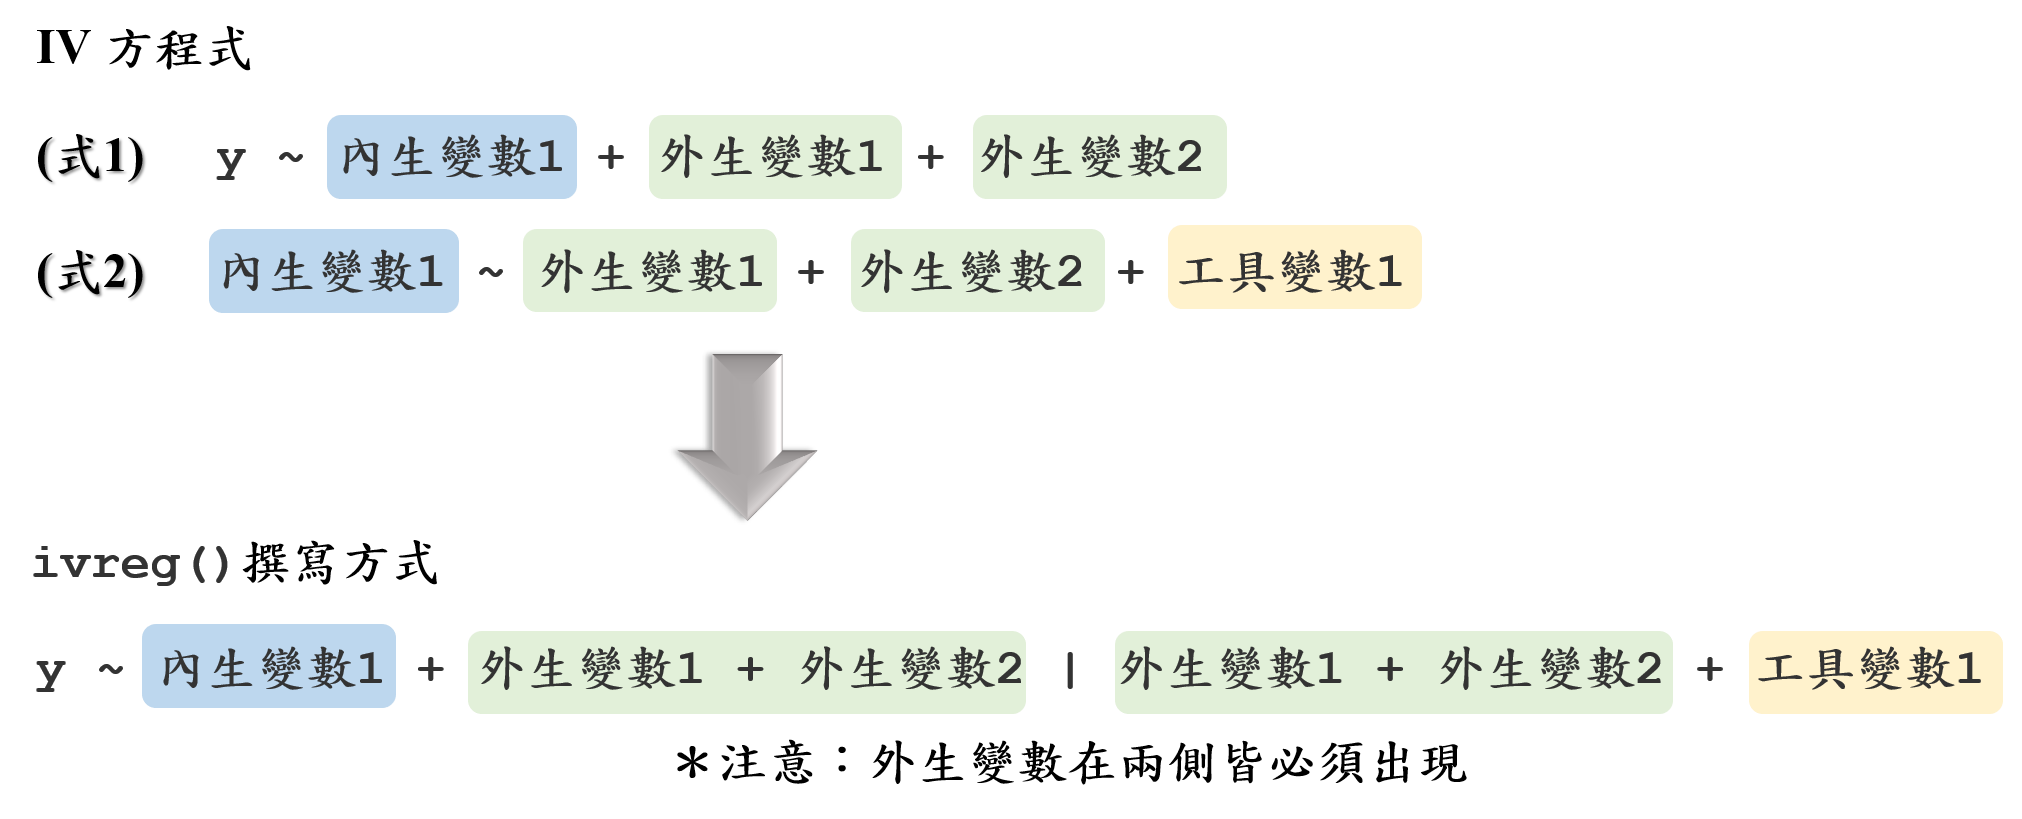 IV 方程式
(式1) y ~ 內生變數1 + 外生變數1 + 外生變數2
(式2) 內生變數1 ~ 外生變數1 + 外生變數2 + 工具變數1
ivreg()撰寫方式
y ~ 內生變數1 + 外生變數1 + 外生變數2 | 外生變數1 + 外生變數2 + 工具變數1
＊注意：外生變數在兩側皆必須出現